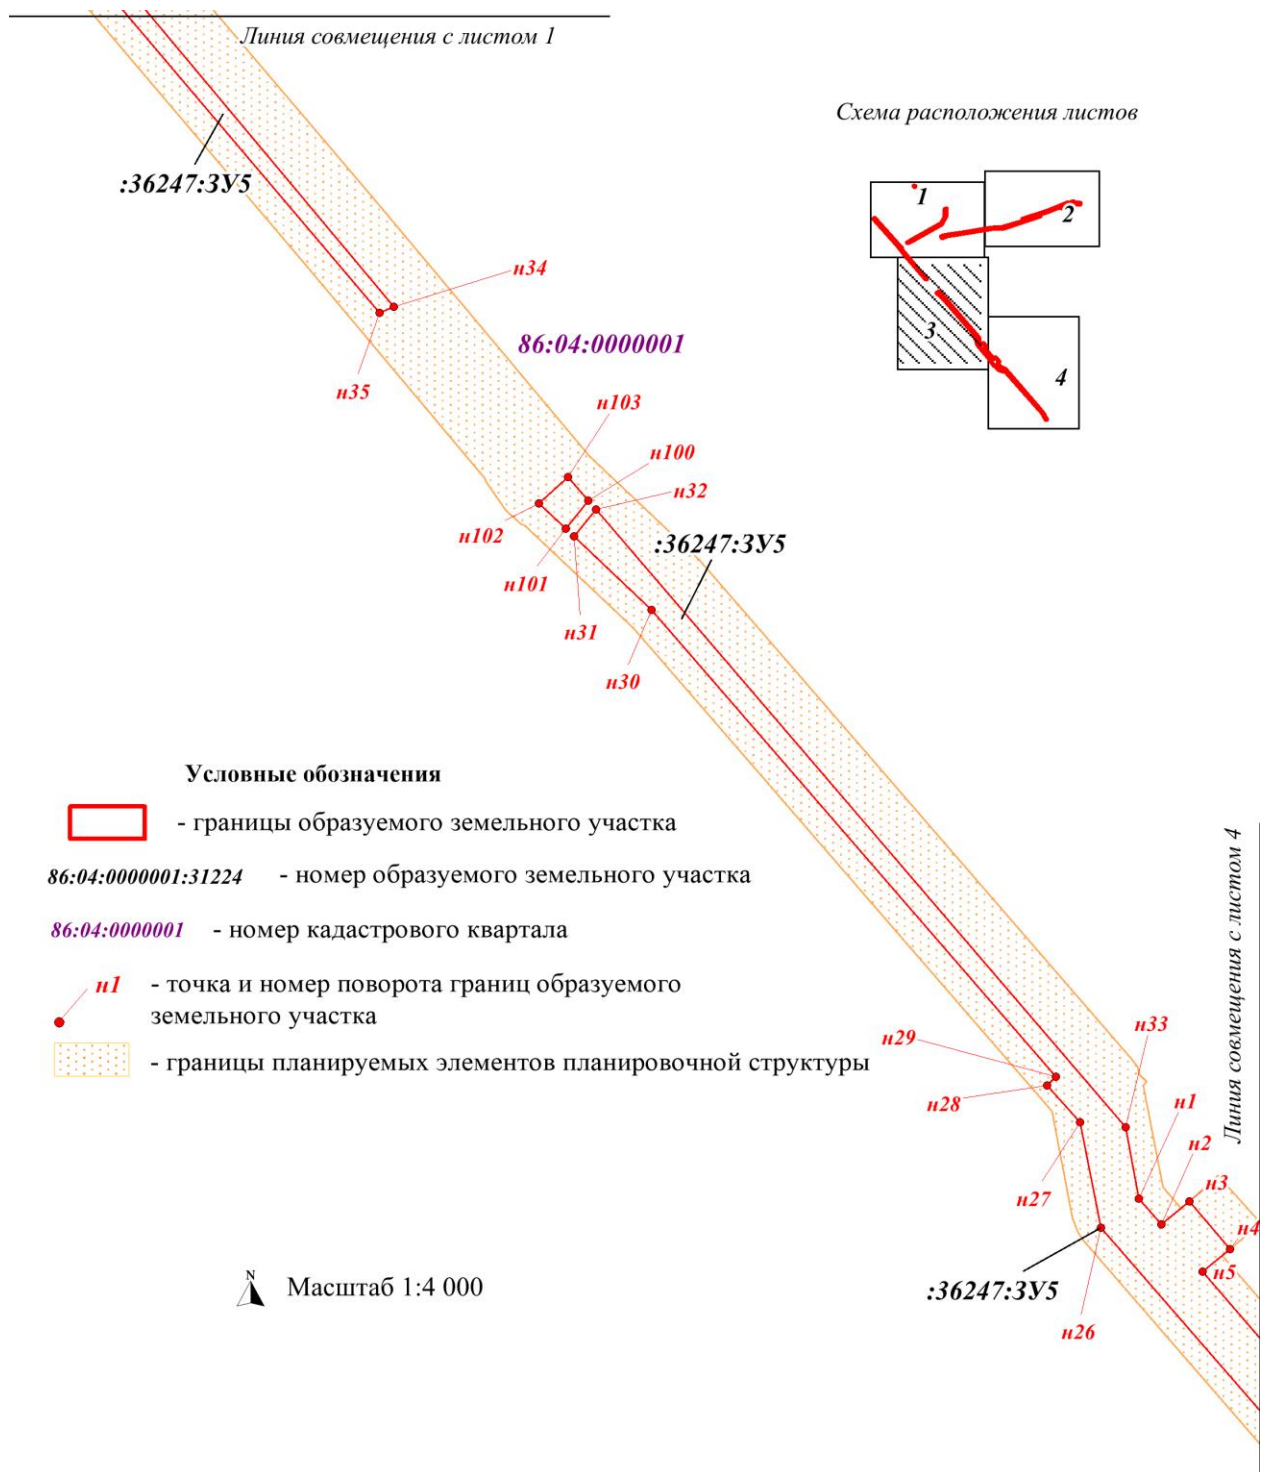 Линия совмещения с листом 1
Схема расположения листов
1
2
3
4
:36247:ЗУ5
н34
86:04:0000001
н35
н103
н100
н32
н102
:36247:ЗУ5
н101
н31
н30
Условные обозначения
- границы образуемого земельного участка
86:04:0000001:31224 - номер образуемого земельного участка
86:04:0000001 - номер кадастрового квартала
н1 - точка и номер поворота границ образуемого
земельного участка
- границы планируемых элементов планировочной структуры
Линия совмещения с листом 4
н33
н29
н28
н1
н2
н3
н27
н4
н5
:36247:ЗУ5
н26
N
Масштаб 1:4 000